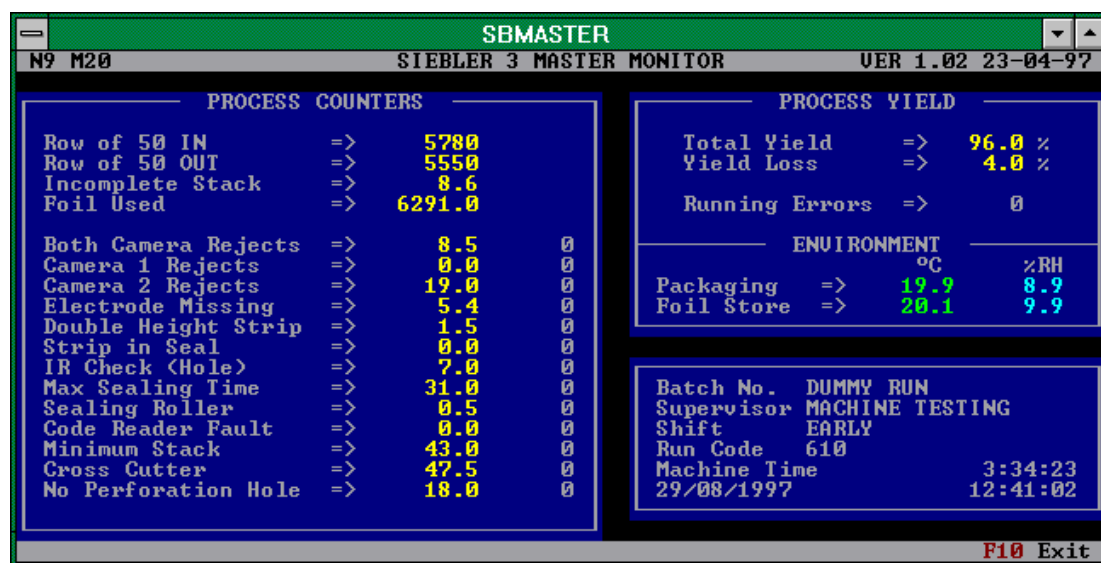 SBMASTER
N9 M20 SIEBLER 3 MASTER MONITOR VER 1.02 23-04-97
PROCESS COUNTERS
Row of 50 IN => 5780
Row of 50 OUT => 5550
Incomplete Stack => 8.6
Foil Used => 6291.0
Both Camera Rejects => 8.5 0
Camera 1 Rejects => 0.0 0
Camera 2 Rejects => 19.0 0
Electrode Missing => 5.4 0
Double Height Strip => 1.5 0
Strip in Seal => 0.0 0
IR Check (Hole) => 7.0 0
Max Sealing Time => 31.0 0
Sealing Roller => 0.5 0
Code Reader Fault => 0.0 0
Minimum Stack => 43.0 0
Cross Cutter => 47.5 0
No Perforation Hole => 18.0 0
PROCESS YIELD
Total Yield => 96.0 %
Yield Loss => 4.0 %
Running Errors => 0
ENVIRONMENT
ºC %RH
Packaging => 19.9 8.9
Foil Store => 20.1 9.9
Batch No. DUMMY RUN
Supervisor MACHINE TESTING
Shift EARLY
Run Code 610
Machine Time 3:34:23
29/08/1997 12:41:02
F10 Exit